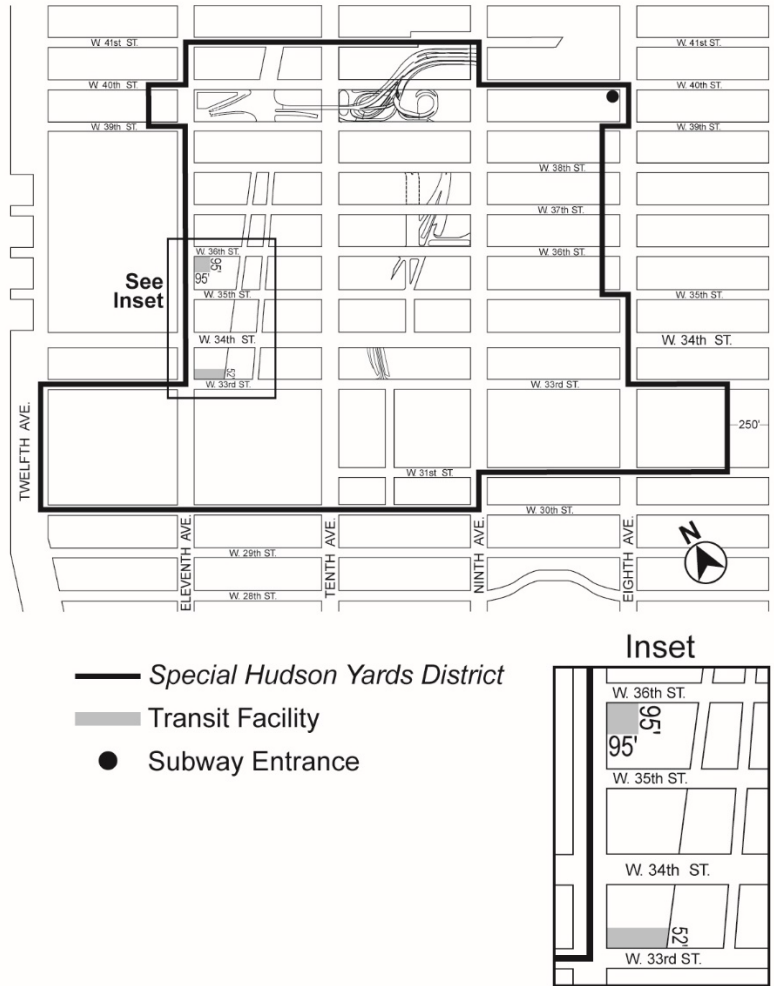 W. 41st ST.
W. 41st ST.
W. 40th ST.
W. 40th ST.
W. 39th ST.
W. 39th ST.
W. 38th ST.
W. 37th ST.
W. 36th ST.
W. 36th ST.
95'
95'
See
Inset
W. 35th ST.
W. 35th ST.
W. 34th ST.
W. 34th ST.
52'
W. 33rd ST.
W. 33rd ST.
TWELFTH AVE.
250'
W. 31st ST.
W. 30th ST.
ELEVENTH AVE.
TENTH AVE.
NINTH AVE.
EIGHTH AVE.
N
W. 29th ST.
W. 28th ST.
Special Hudson Yards District
Transit Facility
Subway Entrance
Inset
W. 36th ST.
95'
95'
W. 35th ST.
W. 34th ST.
52'
W. 33rd ST.